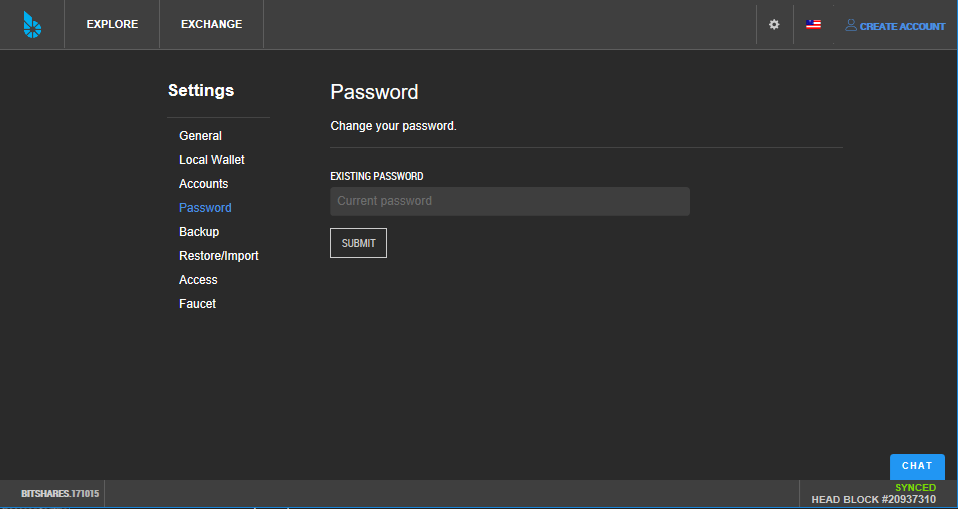 EXPLORE EXCHANGE CREATE ACCOUNT
Settings
General
Local Wallet
Accounts
Password
Backup
Restore/Import
Access
Faucet
Password
Change your password.
EXISTING PASSWORD
Current password
SUBMIT
CHAT
BITSHARES.171015
SYNCED
HEAD BLOCK #20937310